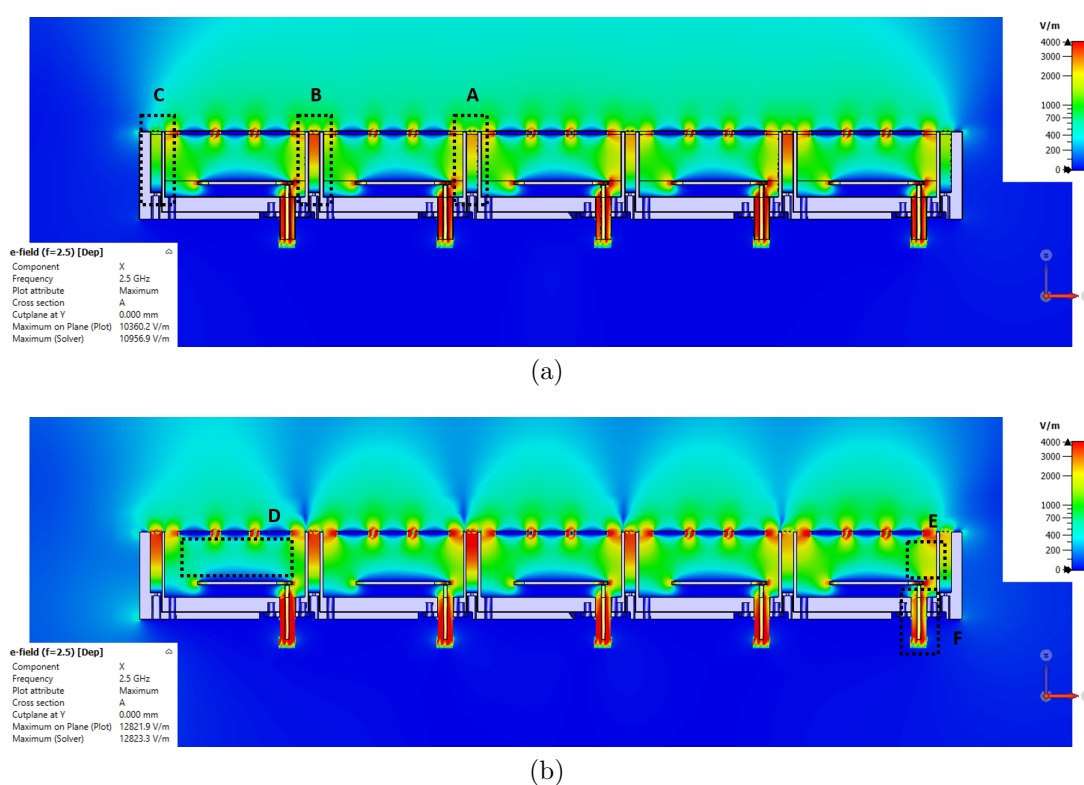 V/m
4000
2000
1000
700
400
200
0
C
B
A
e-field (f=2.5) [Dep]
Component X
Frequency 2.5 GHz
Plot attribute Maximum
Cross section A
Cutplane at Y 0.000 mm
Maximum on Plane (Plot) 10360.2 V/m
Maximum (Solver) 10956.9 V/m
(a)
V/m
4000
2000
1000
700
400
200
0
D
E
F
e-field (f=2.5) [Dep]
Component X
Frequency 2.5 GHz
Plot attribute Maximum
Cross section A
Cutplane at Y 0.000 mm
Maximum on Plane (Plot) 12821.9 V/m
Maximum (Solver) 12823.3 V/m
(b)